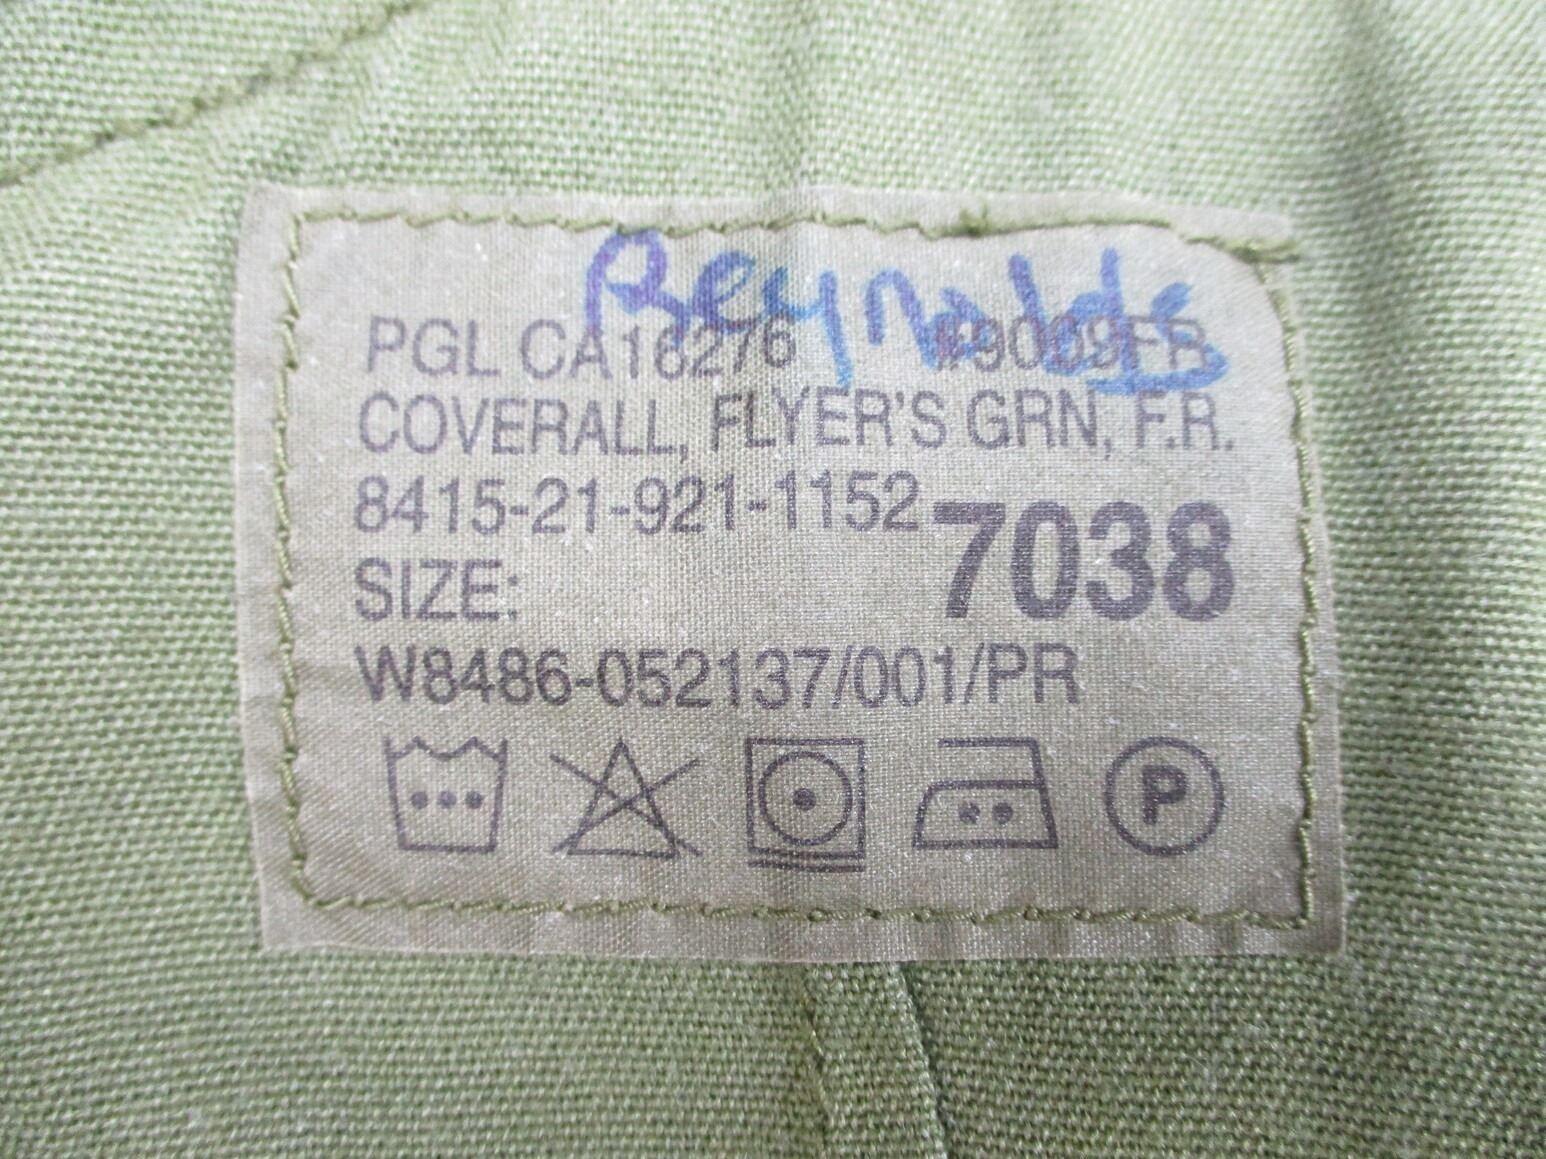 Reynolds
PGL CA16276 #9009FR
COVERALL, FLYER'S GRN, F.R.
8415-21-921-1152
SIZE: 7038
W8486-052137/001/PR
P